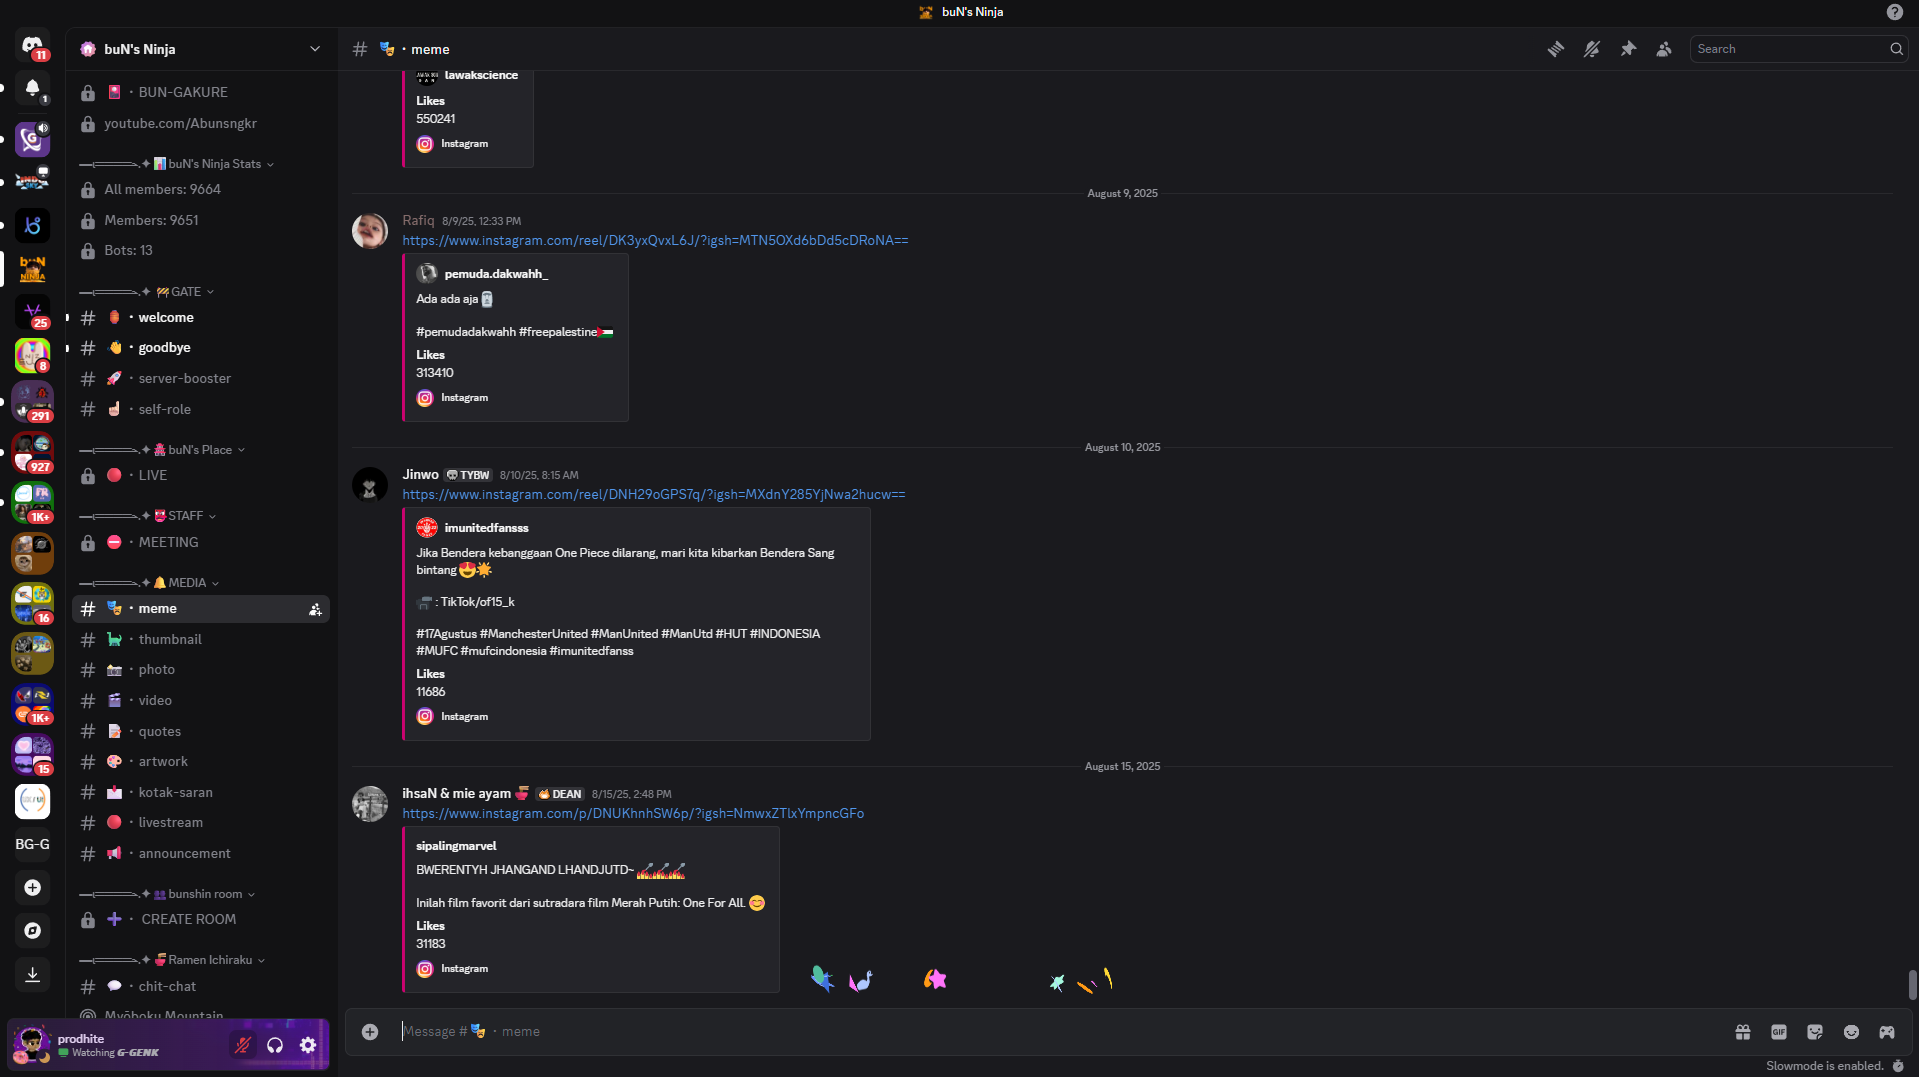 buN's Ninja
buN's Ninja
11
1
25
8
291
927
1K+
16
1K+
15
BG-G
BUN-GAKURE
youtube.com/Abunsngkr
buN's Ninja Stats
All members: 9664
Members: 9651
Bots: 13
GATE
welcome
goodbye
server-booster
self-role
buN's Place
LIVE
STAFF
MEETING
MEDIA
meme
thumbnail
photo
video
quotes
artwork
kotak-saran
livestream
announcement
bunshin room
CREATE ROOM
Ramen Ichiraku
chit-chat
Myōboku Mountain
prodhite
Watching G-GENK
# meme
Search
lawakscience
Likes
550241
Instagram
August 9, 2025
Rafiq 8/9/25, 12:33 PM
https://www.instagram.com/reel/DK3yxQvxL6J/?igsh=MTN5OXd6bDd5cDRoNA==
pemuda.dakwahh_
Ada ada aja
#pemudadakwahh #freepalestine
Likes
313410
Instagram
August 10, 2025
Jinwo TYBW 8/10/25, 8:15 AM
https://www.instagram.com/reel/DNH29oGPS7q/?igsh=MXdnY285YjNwa2hucw==
imunitedfansss
Jika Bendera kebanggaan One Piece dilarang, mari kita kibarkan Bendera Sang
bintang
: TikTok/of15_k
#17Agustus #ManchesterUnited #ManUnited #ManUtd #HUT #INDONESIA
#MUFC #mufcindonesia #imunitedfanss
Likes
11686
Instagram
August 15, 2025
ihsaN & mie ayam DEAN 8/15/25, 2:48 PM
https://www.instagram.com/p/DNUKhnhSW6p/?igsh=NmwxZTlxYmpncGFo
sipalingmarvel
BWERENTYH JHANGAND LHANDJUTD~
Inilah film favorit dari sutradara film Merah Putih: One For All.
Likes
31183
Instagram
Message # meme
GIF
Slowmode is enabled.